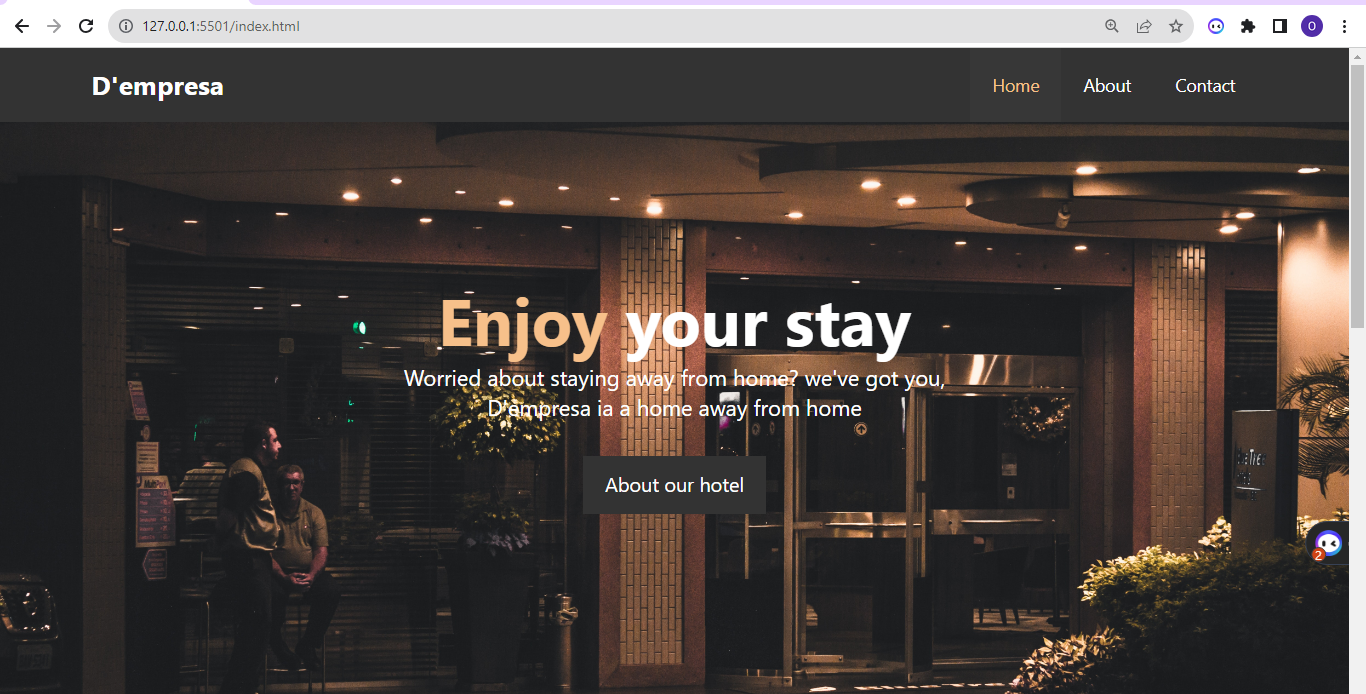 127.0.0.1:5501/index.html
O
D'empresa
Home About Contact
Enjoy your stay
Worried about staying away from home? we've got you,
D'empresa ia a home away from home
About our hotel
2